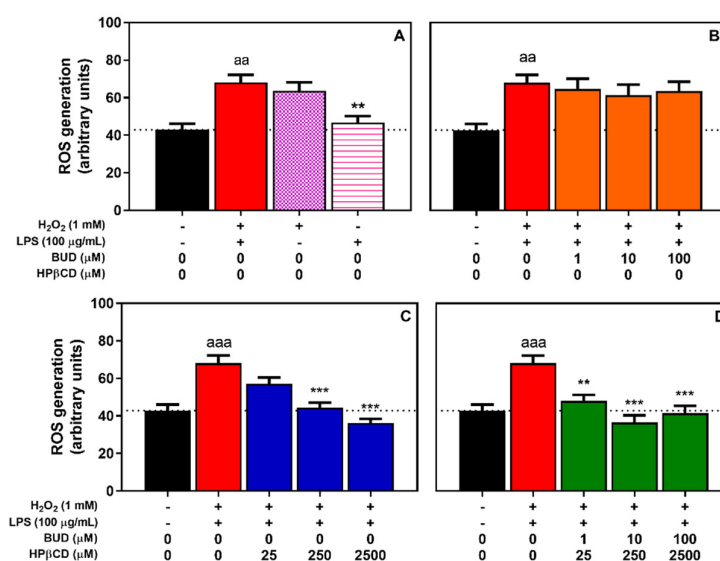 100
80
60
40
20
0
ROS generation
(arbitrary units)
A
aa
**
H₂O₂ (1 mM) - + + -
LPS (100 µg/mL) - + - +
BUD (µM) 0 0 0 0
HPβCD (µM) 0 0 0 0
B
aa
- + + + +
- + + + +
0 0 1 10 100
0 0 0 0 0
100
80
60
40
20
0
ROS generation
(arbitrary units)
C
aaa
***
***
H₂O₂ (1 mM) - + + + +
LPS (100 µg/mL) - + + + +
BUD (µM) 0 0 0 0 0
HPβCD (µM) 0 0 25 250 2500
D
aaa
**
***
***
- + + + +
- + + + +
0 0 1 10 100
0 0 25 250 2500